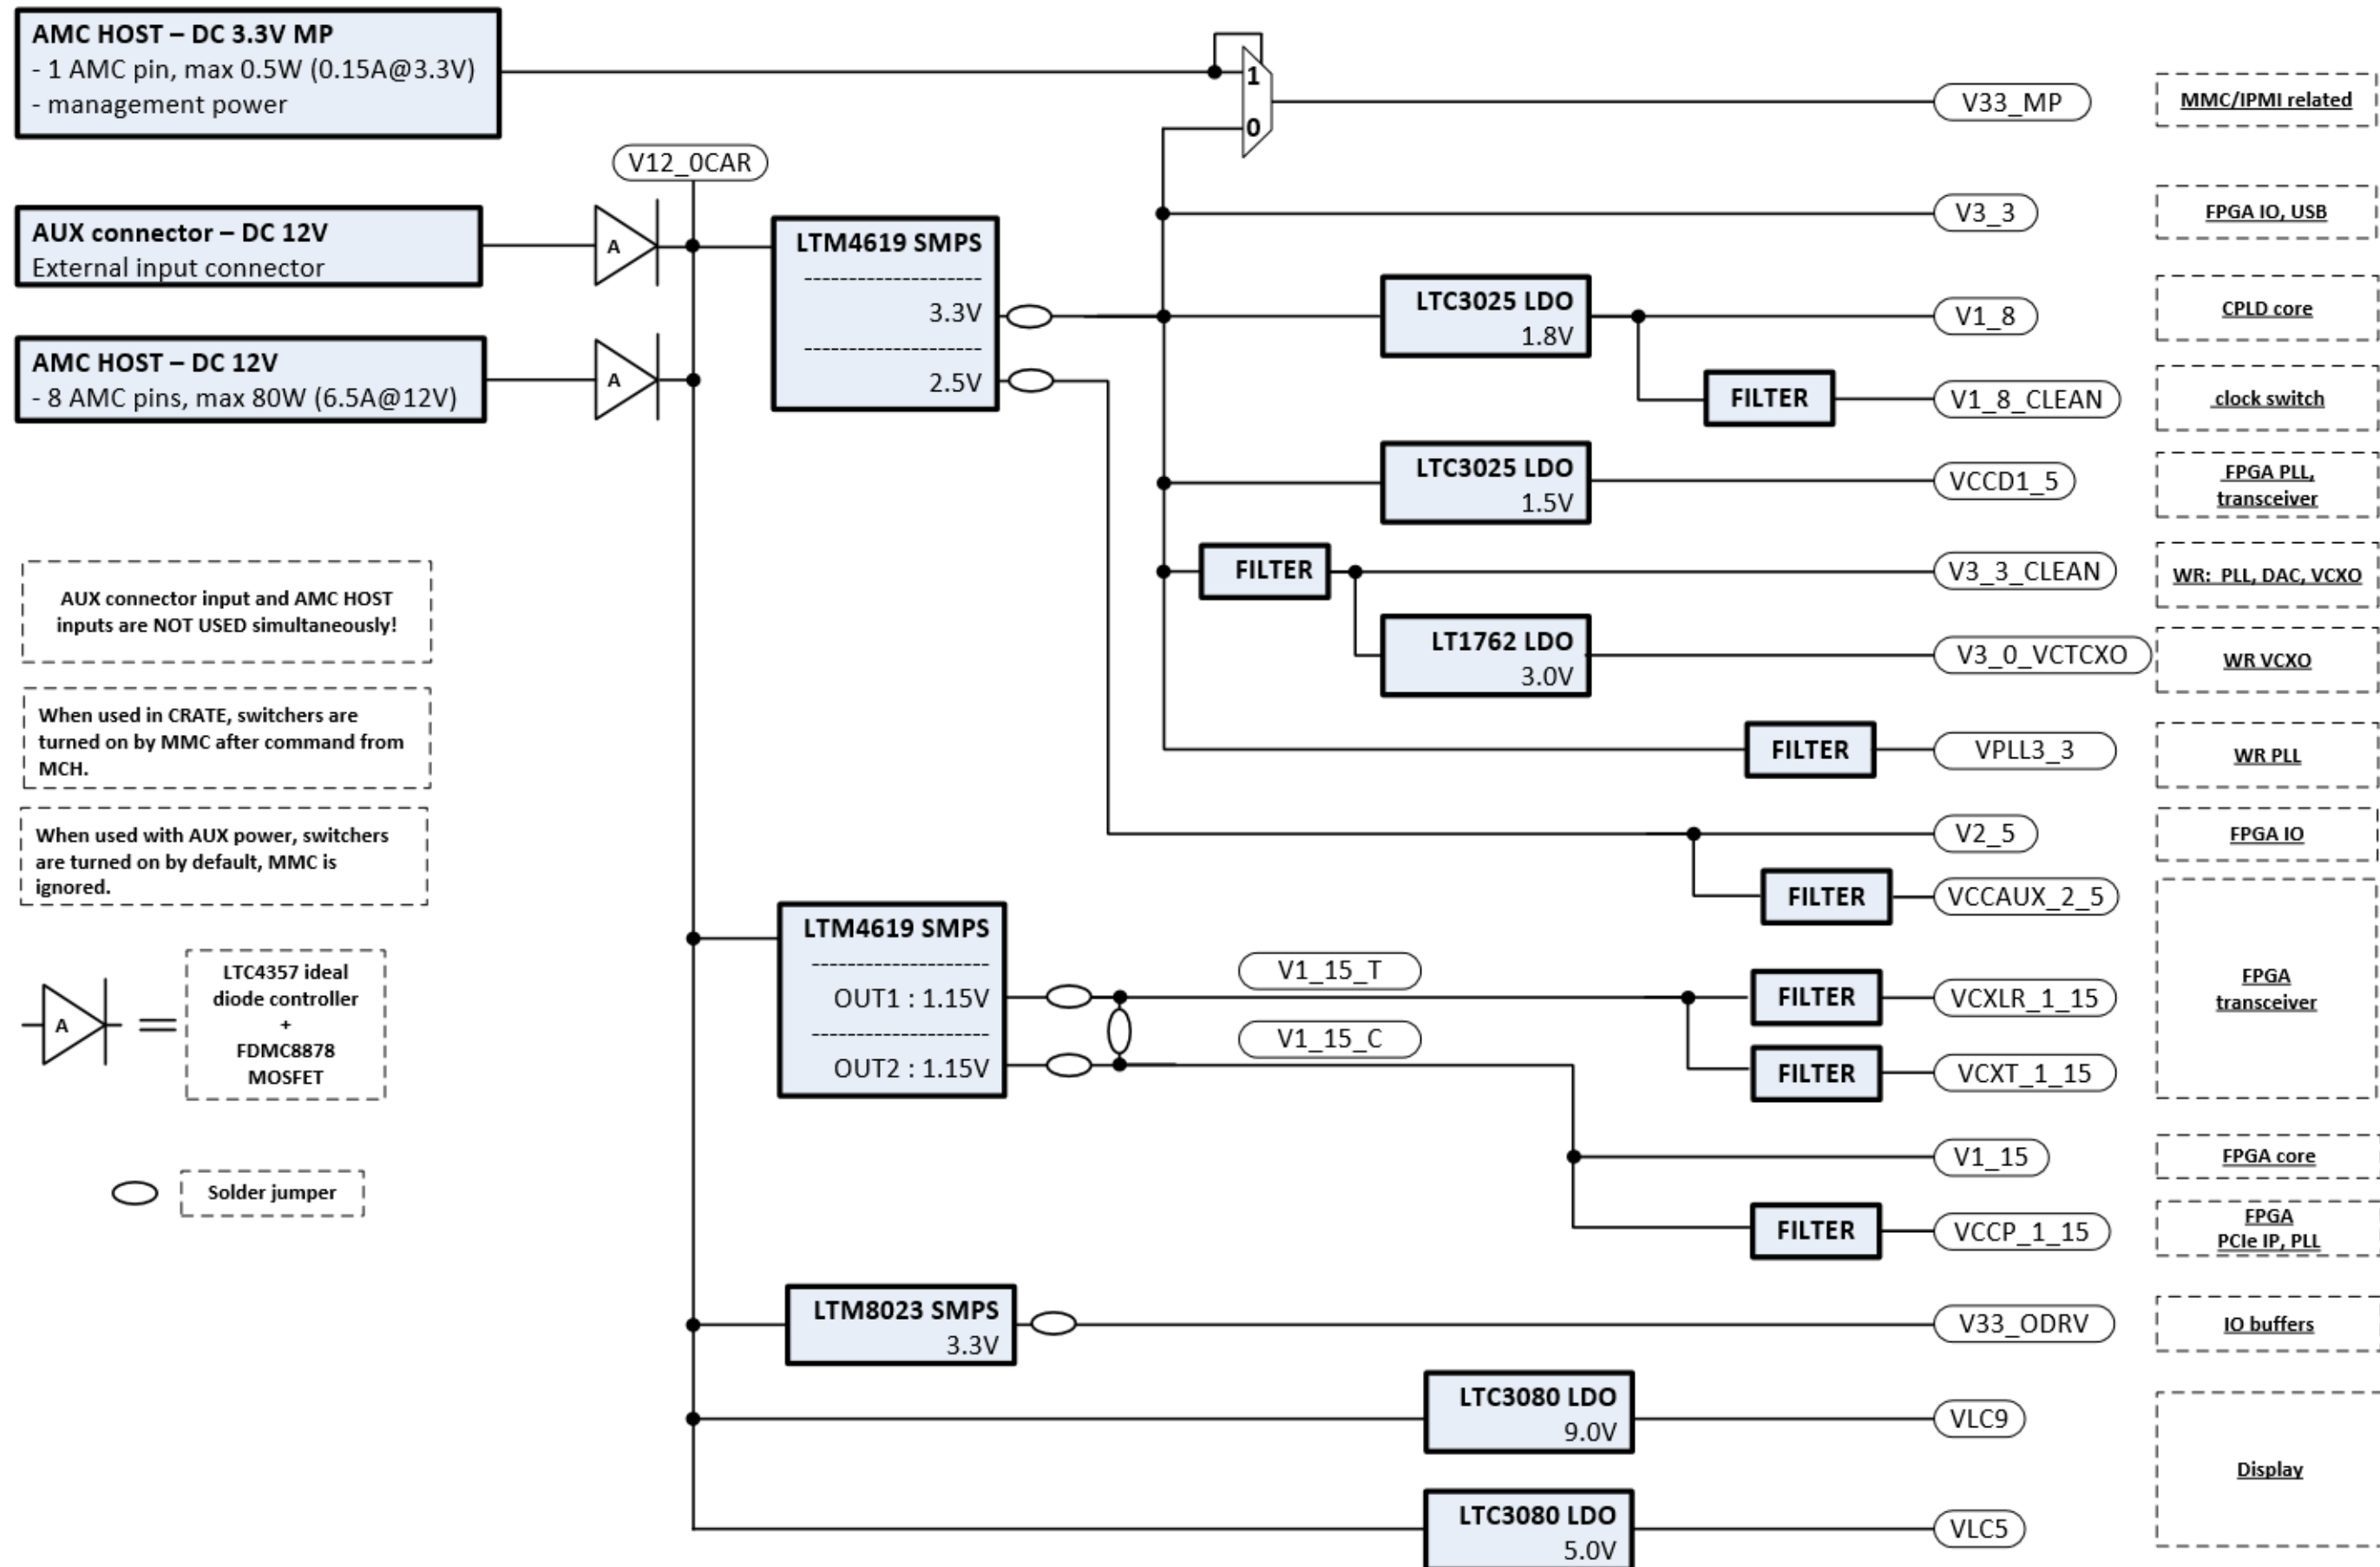 AMC HOST – DC 3.3V MP
- 1 AMC pin, max 0.5W (0.15A@3.3V)
- management power
1
0
V33_MP
MMC/IPMI related
V12_0CAR
AUX connector – DC 12V
External input connector
A
LTM4619 SMPS
--------------------
3.3V
--------------------
2.5V
V3_3
FPGA IO, USB
AMC HOST – DC 12V
- 8 AMC pins, max 80W (6.5A@12V)
A
LTC3025 LDO
1.8V
V1_8
CPLD core
FILTER
V1_8_CLEAN
clock switch
LTC3025 LDO
1.5V
VCCD1_5
FPGA PLL,
transceiver
FILTER
V3_3_CLEAN
WR: PLL, DAC, VCXO
LT1762 LDO
3.0V
V3_0_VCTCXO
WR VCXO
FILTER
VPLL3_3
WR PLL
V2_5
FPGA IO
FILTER
VCCAUX_2_5
AUX connector input and AMC HOST
inputs are NOT USED simultaneously!
When used in CRATE, switchers are
turned on by MMC after command from
MCH.
When used with AUX power, switchers
are turned on by default, MMC is
ignored.
A
LTC4357 ideal
diode controller
+
FDMC8878
MOSFET
Solder jumper
LTM4619 SMPS
--------------------
OUT1 : 1.15V
--------------------
OUT2 : 1.15V
V1_15_T
V1_15_C
FILTER
VCXLR_1_15
FPGA
transceiver
FILTER
VCXT_1_15
V1_15
FPGA core
FILTER
VCCP_1_15
FPGA
PCIe IP, PLL
LTM8023 SMPS
3.3V
V33_ODRV
IO buffers
LTC3080 LDO
9.0V
VLC9
Display
LTC3080 LDO
5.0V
VLC5